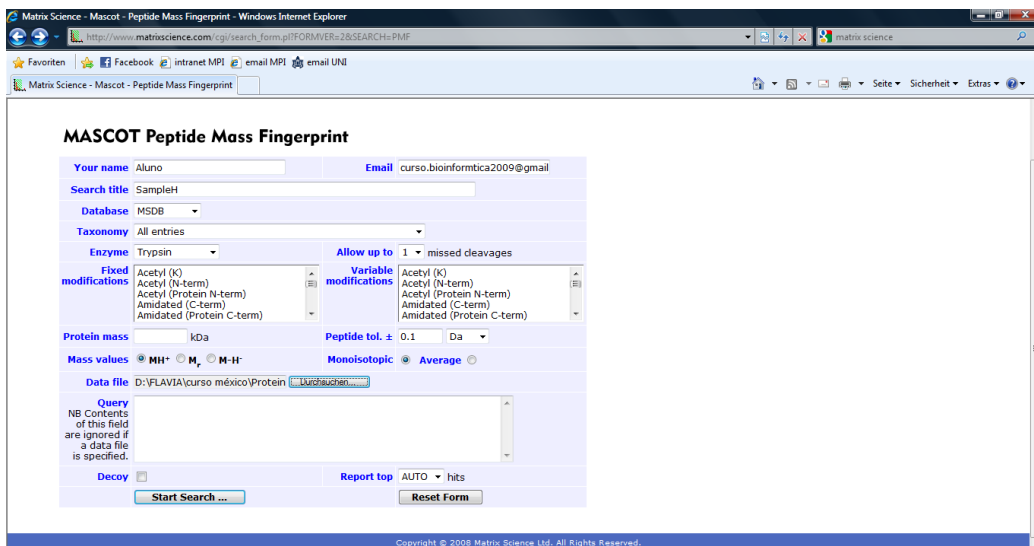 Matrix Science - Mascot - Peptide Mass Fingerprint - Windows Internet Explorer
http://www.matrixscience.com/cgi/search_form.pl?FORMVER=2&SEARCH=PMF matrix science
Favoriten Facebook intranet MPI email MPI email UNI
Matrix Science - Mascot - Peptide Mass Fingerprint Seite Sicherheit Extras
MASCOT Peptide Mass Fingerprint
Your name Aluno Email curso.bioinformtica2009@gmail
Search title SampleH
Database MSDB
Taxonomy All entries
Enzyme Trypsin Allow up to 1 missed cleavages
Fixed modifications Variable modifications
Acetyl (K) Acetyl (K)
Acetyl (N-term) Acetyl (N-term)
Acetyl (Protein N-term) Acetyl (Protein N-term)
Amidated (C-term) Amidated (C-term)
Amidated (Protein C-term) Amidated (Protein C-term)
Protein mass kDa Peptide tol. ± 0.1 Da
Mass values MH+ Mr M-H- Monoisotopic Average
Data file D:\FLAVIA\curso méxico\Protein Durchsuchen...
Query
NB Contents
of this field
are ignored if
a data file
is specified.
Decoy Report top AUTO hits
Start Search ... Reset Form
Copyright © 2008 Matrix Science Ltd. All Rights Reserved.